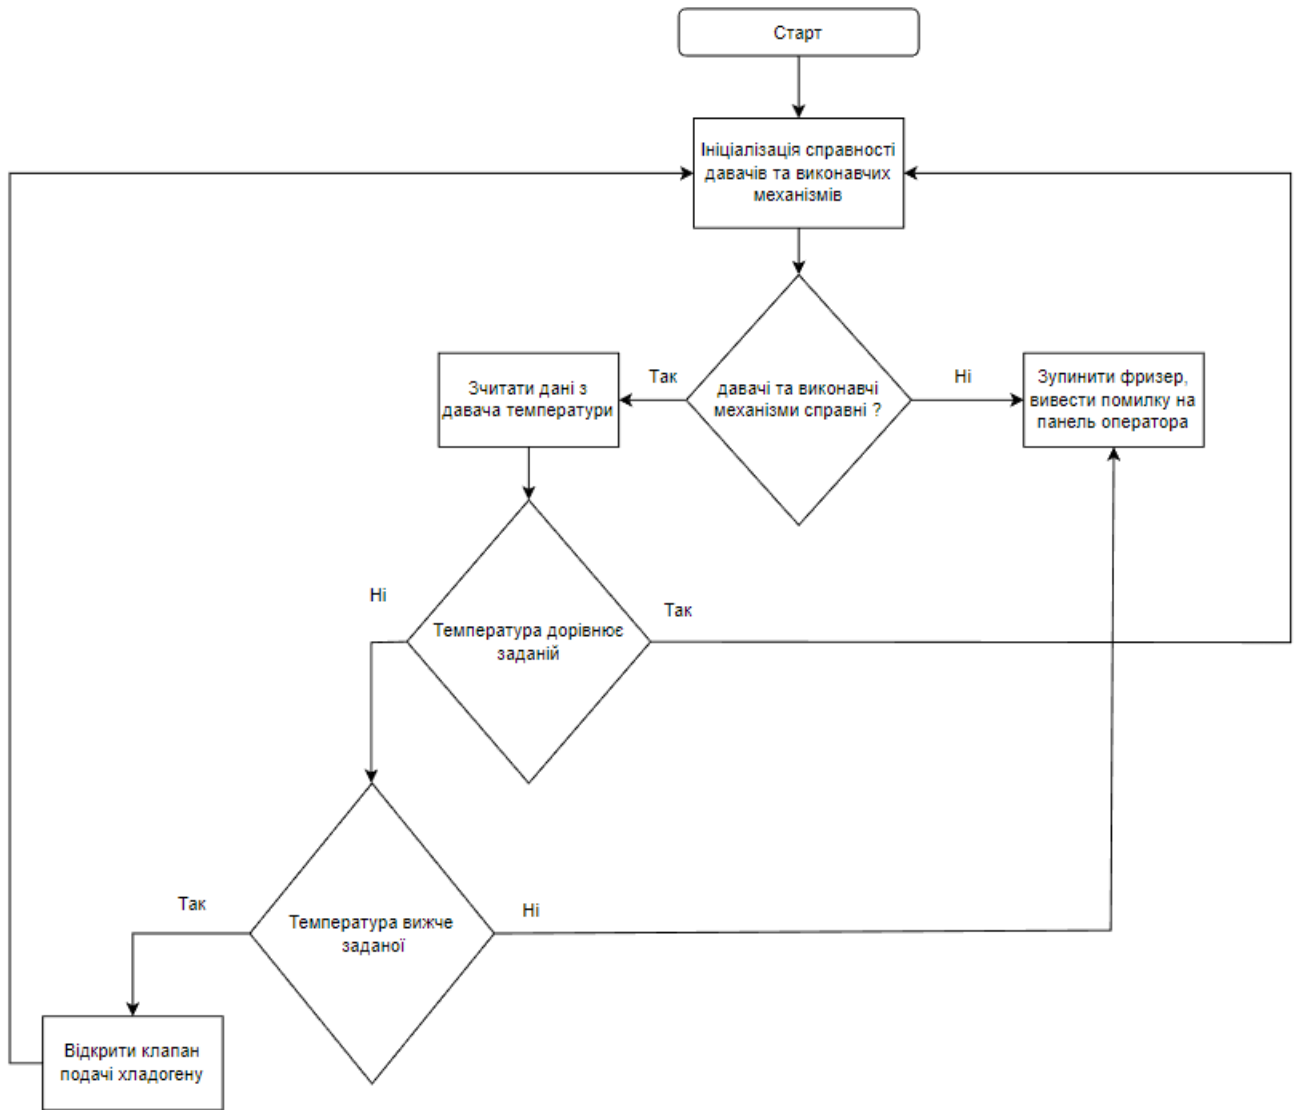 Старт
Ініціалізація справності
давачів та виконавчих
механізмів
Зчитати дані з
давача температури
Так
давачі та виконавчі
механізми справні ?
Ні
Зупинити фризер,
вивести помилку на
панель оператора
Ні
Температура дорівнює
заданій
Так
Так
Температура вижче
заданої
Ні
Відкрити клапан
подачі хладогену